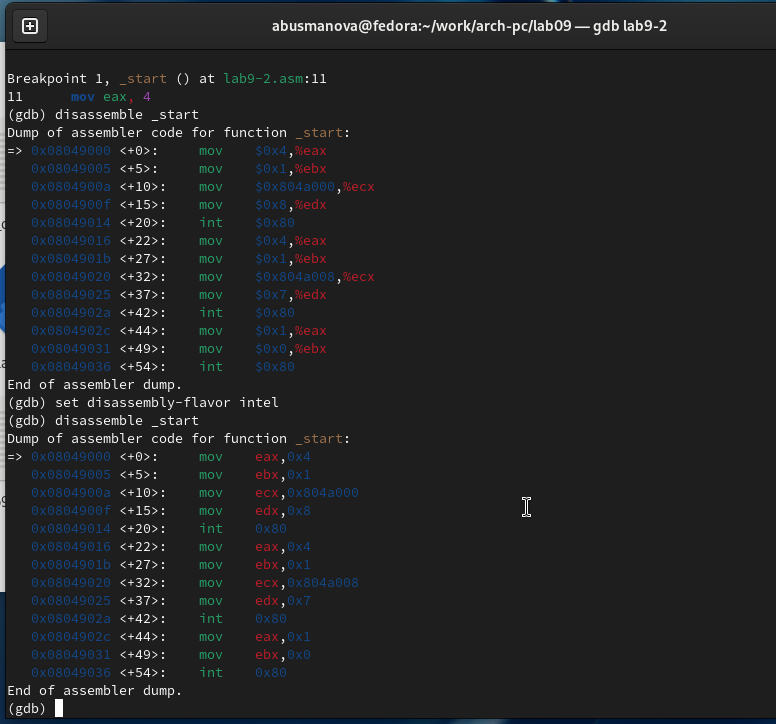 abusmanova@fedora:~/work/arch-pc/lab09 — gdb lab9-2
Breakpoint 1, _start () at lab9-2.asm:11
11      mov eax, 4
(gdb) disassemble _start
Dump of assembler code for function _start:
=> 0x08049000 <+0>:     mov    $0x4,%eax
   0x08049005 <+5>:     mov    $0x1,%ebx
   0x0804900a <+10>:    mov    $0x804a000,%ecx
   0x0804900f <+15>:    mov    $0x8,%edx
   0x08049014 <+20>:    int    $0x80
   0x08049016 <+22>:    mov    $0x4,%eax
   0x0804901b <+27>:    mov    $0x1,%ebx
   0x08049020 <+32>:    mov    $0x804a008,%ecx
   0x08049025 <+37>:    mov    $0x7,%edx
   0x0804902a <+42>:    int    $0x80
   0x0804902c <+44>:    mov    $0x1,%eax
   0x08049031 <+49>:    mov    $0x0,%ebx
   0x08049036 <+54>:    int    $0x80
End of assembler dump.
(gdb) set disassembly-flavor intel
(gdb) disassemble _start
Dump of assembler code for function _start:
=> 0x08049000 <+0>:     mov    eax,0x4
   0x08049005 <+5>:     mov    ebx,0x1
   0x0804900a <+10>:    mov    ecx,0x804a000
   0x0804900f <+15>:    mov    edx,0x8
   0x08049014 <+20>:    int    0x80
   0x08049016 <+22>:    mov    eax,0x4
   0x0804901b <+27>:    mov    ebx,0x1
   0x08049020 <+32>:    mov    ecx,0x804a008
   0x08049025 <+37>:    mov    edx,0x7
   0x0804902a <+42>:    int    0x80
   0x0804902c <+44>:    mov    eax,0x1
   0x08049031 <+49>:    mov    ebx,0x0
   0x08049036 <+54>:    int    0x80
End of assembler dump.
(gdb)